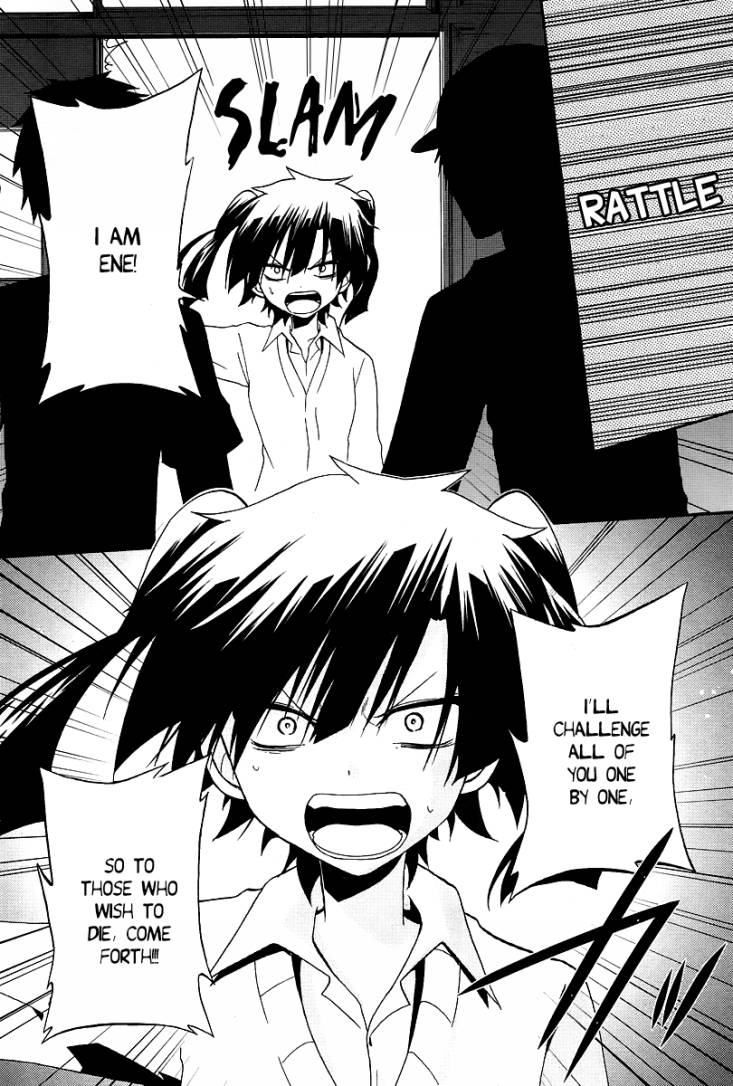 RATTLE
SLAM
I AM
ENE!
I'LL
CHALLENGE
ALL OF
YOU ONE
BY ONE,
SO TO
THOSE WHO
WISH TO
DIE, COME
FORTH!!!